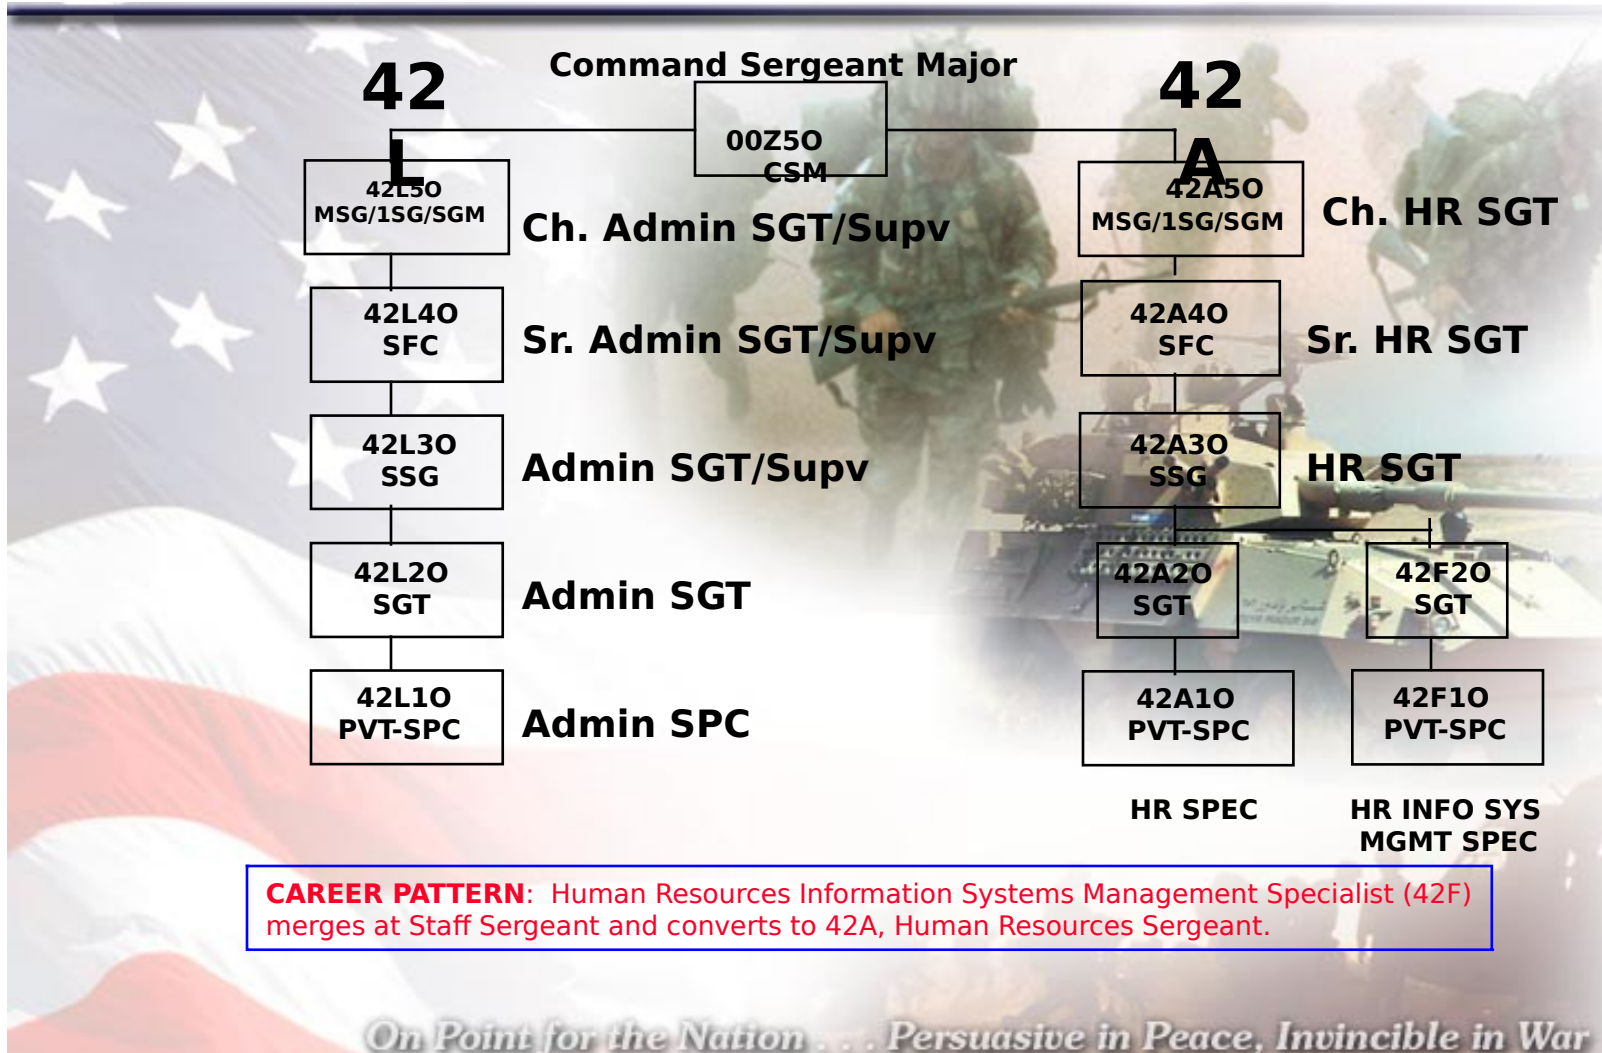 Command Sergeant Major
42
L
42
A
00Z5O
CSM
42L5O
MSG/1SG/SGM
Ch. Admin SGT/Supv
42A5O
MSG/1SG/SGM
Ch. HR SGT
42L4O
SFC
Sr. Admin SGT/Supv
42A4O
SFC
Sr. HR SGT
42L3O
SSG
Admin SGT/Supv
42A3O
SSG
HR SGT
42L2O
SGT
Admin SGT
42A2O
SGT
42F2O
SGT
42L1O
PVT-SPC
Admin SPC
42A1O
PVT-SPC
42F1O
PVT-SPC
HR SPEC
HR INFO SYS
MGMT SPEC
CAREER PATTERN:  Human Resources Information Systems Management Specialist (42F)
merges at Staff Sergeant and converts to 42A, Human Resources Sergeant.
On Point for the Nation . . . Persuasive in Peace, Invincible in War